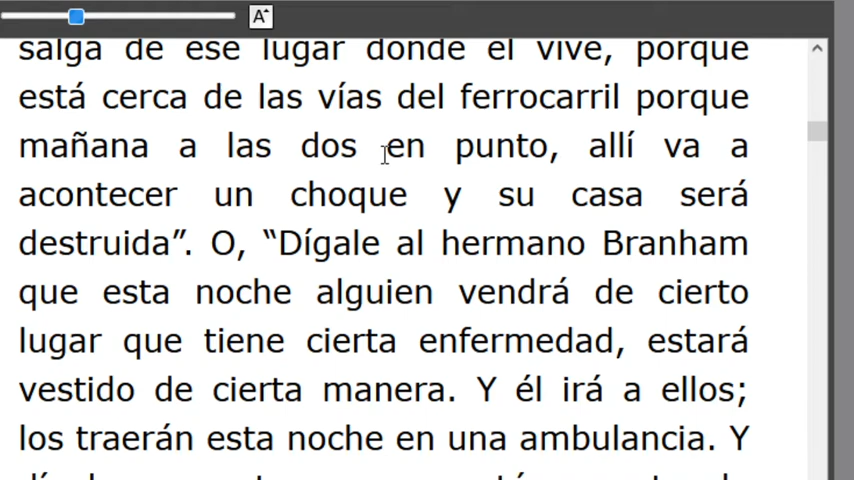 A
salga de ese lugar donde él vive, porque
está cerca de las vías del ferrocarril porque
mañana a las dos en punto, allí va a
acontecer un choque y su casa será
destruida”. O, “Dígale al hermano Branham
que esta noche alguien vendrá de cierto
lugar que tiene cierta enfermedad, estará
vestido de cierta manera. Y él irá a ellos;
los traerán esta noche en una ambulancia. Y